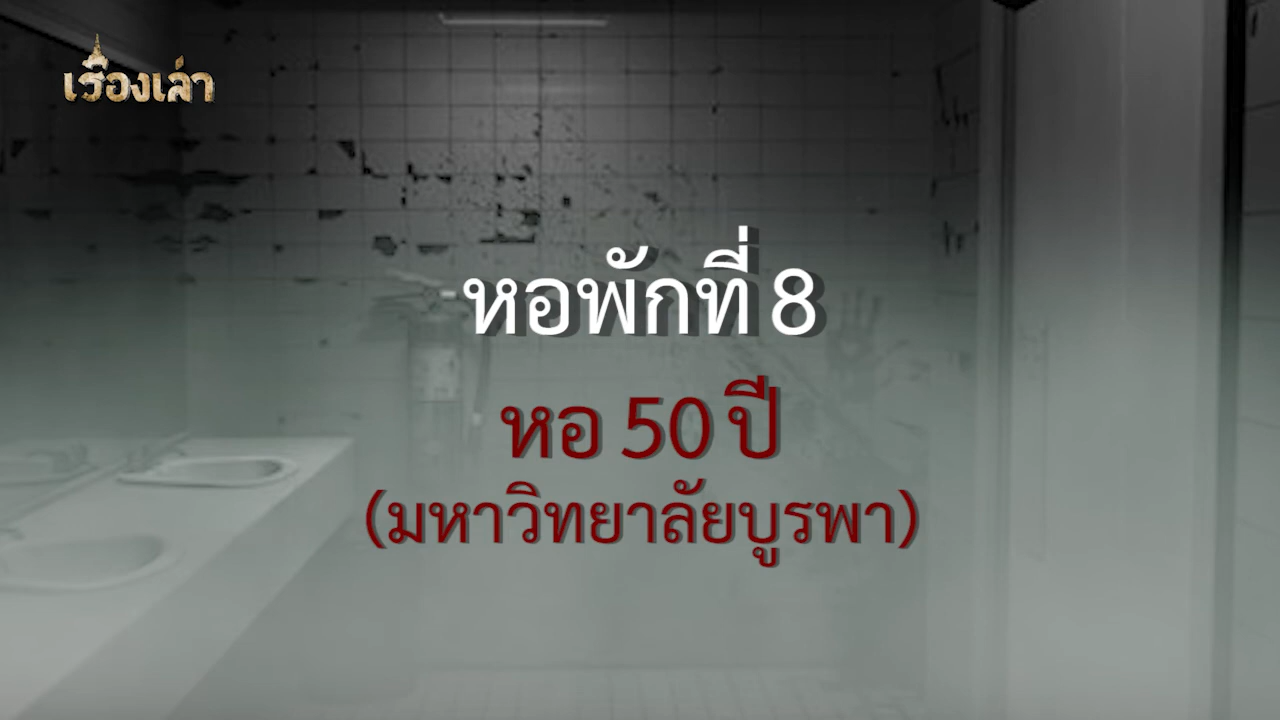 เรื่องเล่า
หอพักที่ 8
หอ 50 ปี
(มหาวิทยาลัยบูรพา)